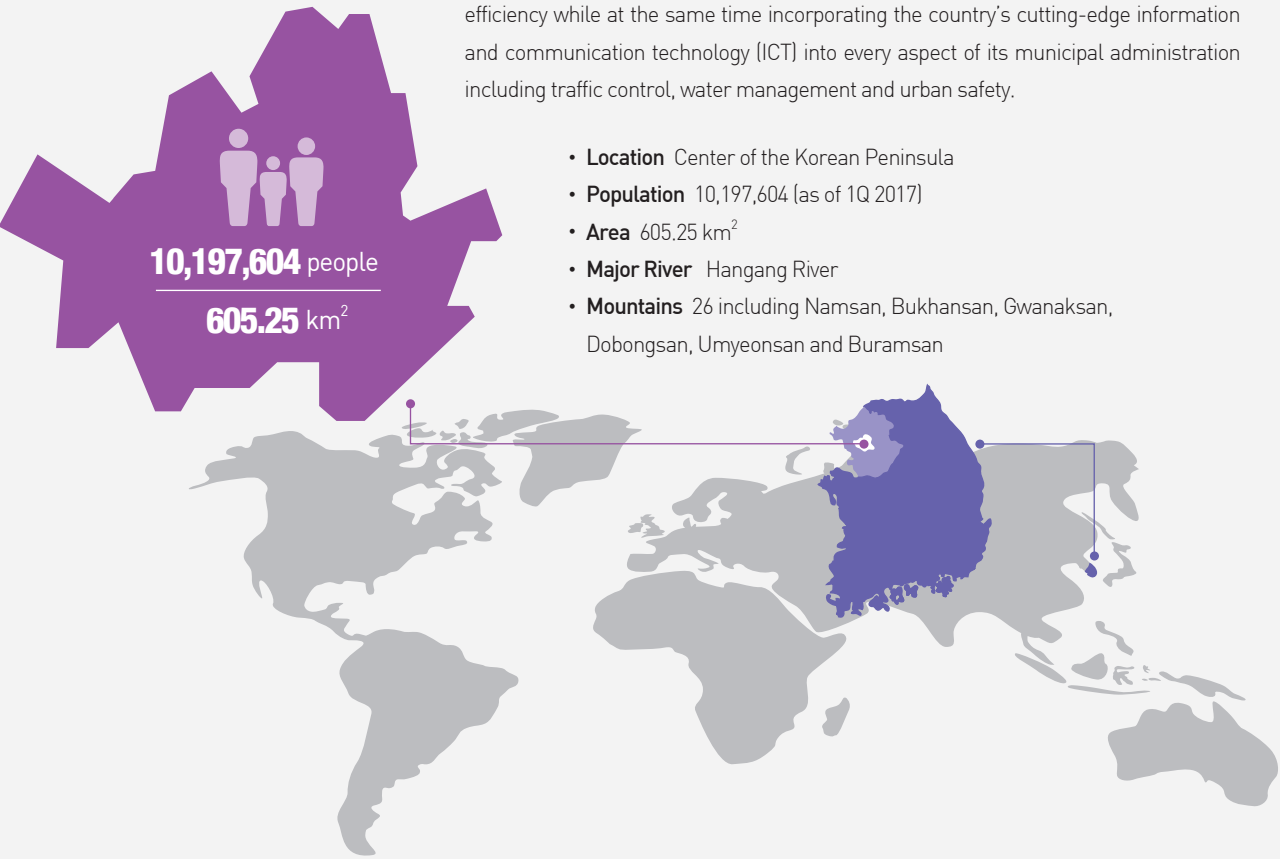 efficiency while at the same time incorporating the country's cutting-edge information
and communication technology (ICT) into every aspect of its municipal administration
including traffic control, water management and urban safety.
• Location Center of the Korean Peninsula
• Population 10,197,604 (as of 1Q 2017)
• Area 605.25 km²
• Major River Hangang River
• Mountains 26 including Namsan, Bukhansan, Gwanaksan,
Dobongsan, Umyeonsan and Buramsan
10,197,604 people
605.25 km²